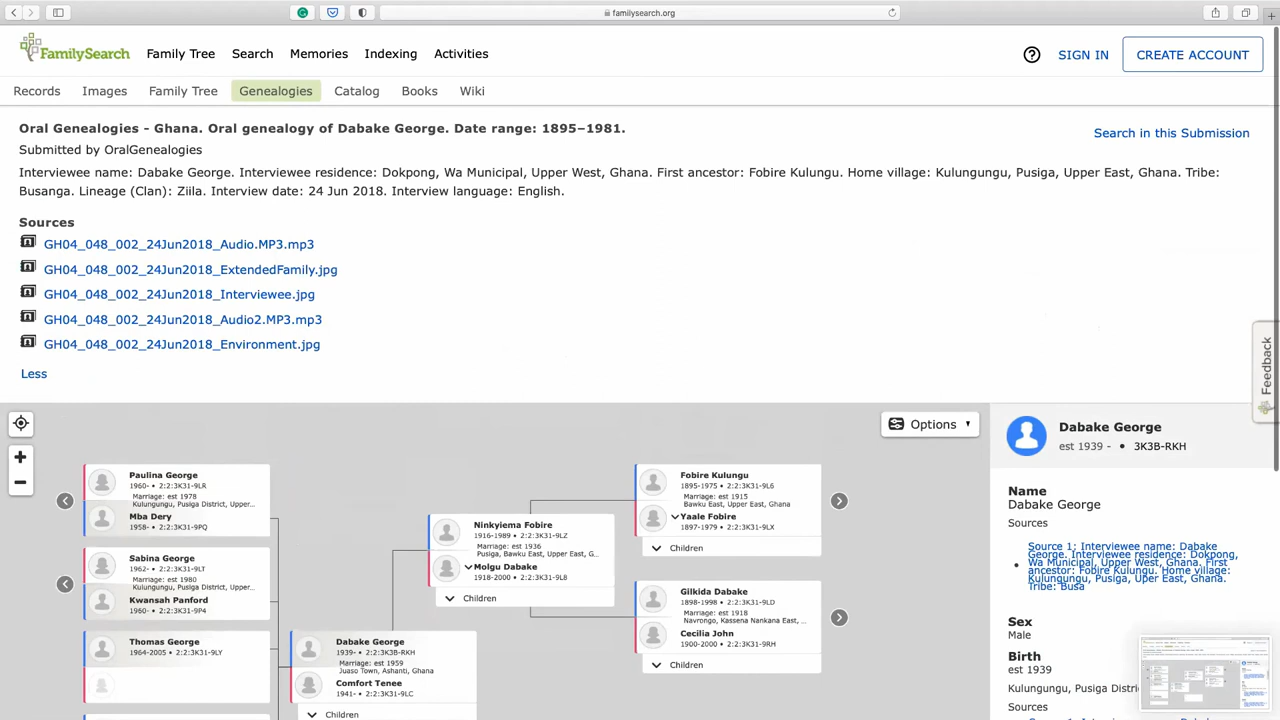 familysearch.org
FamilySearch
Family Tree
Search
Memories
Indexing
Activities
SIGN IN
CREATE ACCOUNT
Records
Images
Family Tree
Genealogies
Catalog
Books
Wiki
Oral Genealogies - Ghana. Oral genealogy of Dabake George. Date range: 1895–1981.
Search in this Submission
Submitted by OralGenealogies
Interviewee name: Dabake George. Interviewee residence: Dokpong, Wa Municipal, Upper West, Ghana. First ancestor: Fobire Kulungu. Home village: Kulungungu, Pusiga, Upper East, Ghana. Tribe:
Busanga. Lineage (Clan): Ziila. Interview date: 24 Jun 2018. Interview language: English.
Sources
GH04_048_002_24Jun2018_Audio.MP3.mp3
GH04_048_002_24Jun2018_ExtendedFamily.jpg
GH04_048_002_24Jun2018_Interviewee.jpg
GH04_048_002_24Jun2018_Audio2.MP3.mp3
GH04_048_002_24Jun2018_Environment.jpg
Less
Feedback
Options
Paulina George
1960- • 2:2:3K31-9LR
Marriage: est 1978
Kulungungu, Pusiga District, Upper...
Mba Dery
1958- • 2:2:3K31-9PQ
Sabina George
1962- • 2:2:3K31-9LT
Marriage: est 1980
Kulungungu, Pusiga District, Upper...
Kwansah Panford
1960- • 2:2:3K31-9P4
Thomas George
1964-2005 • 2:2:3K31-9LY
Dabake George
1939- • 2:2:3K3B-RKH
Marriage: est 1959
Juaso Town, Ashanti, Ghana
Comfort Tenee
1941- • 2:2:3K31-9LC
Children
Ninkyiema Fobire
1916-1989 • 2:2:3K31-9LZ
Marriage: est 1936
Pusiga, Bawku East, Upper East, G...
Molgu Dabake
1918-2000 • 2:2:3K31-9L8
Children
Fobire Kulungu
1895-1975 • 2:2:3K31-9L6
Marriage: est 1915
Bawku East, Upper East, Ghana
Yaale Fobire
1897-1979 • 2:2:3K31-9LX
Children
Gilkida Dabake
1898-1998 • 2:2:3K31-9LD
Marriage: est 1918
Navrongo, Kassena Nankana East, ...
Cecilia John
1900-2000 • 2:2:3K31-9RH
Children
Dabake George
est 1939 - • 3K3B-RKH
Name
Dabake George
Sources
Source 1: Interviewee name: Dabake
George. Interviewee residence: Dokpong,
Wa Municipal, Upper West, Ghana. First
ancestor: Fobire Kulungu. Home village:
Kulungungu, Pusiga, Upper East, Ghana.
Tribe: Busa
Sex
Male
Birth
est 1939
Kulungungu, Pusiga Distri
Sources